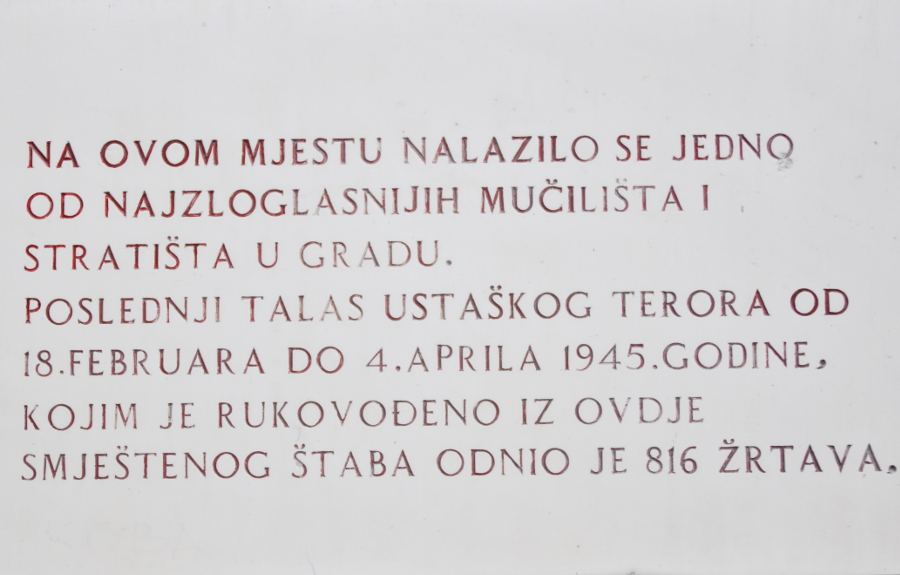 NA OVOM MJESTU NALAZILO SE JEDNO
OD NAJZLOGLASNIJIH MUČILIŠTA I
STRATIŠTA U GRADU.
POSLEDNJI TALAS USTAŠKOG TERORA OD
18.FEBRUARA DO 4.APRILA 1945.GODINE,
KOJIM JE RUKOVOĐENO IZ OVDJE
SMJEŠTENOG ŠTABA ODNIO JE 816 ŽRTAVA.